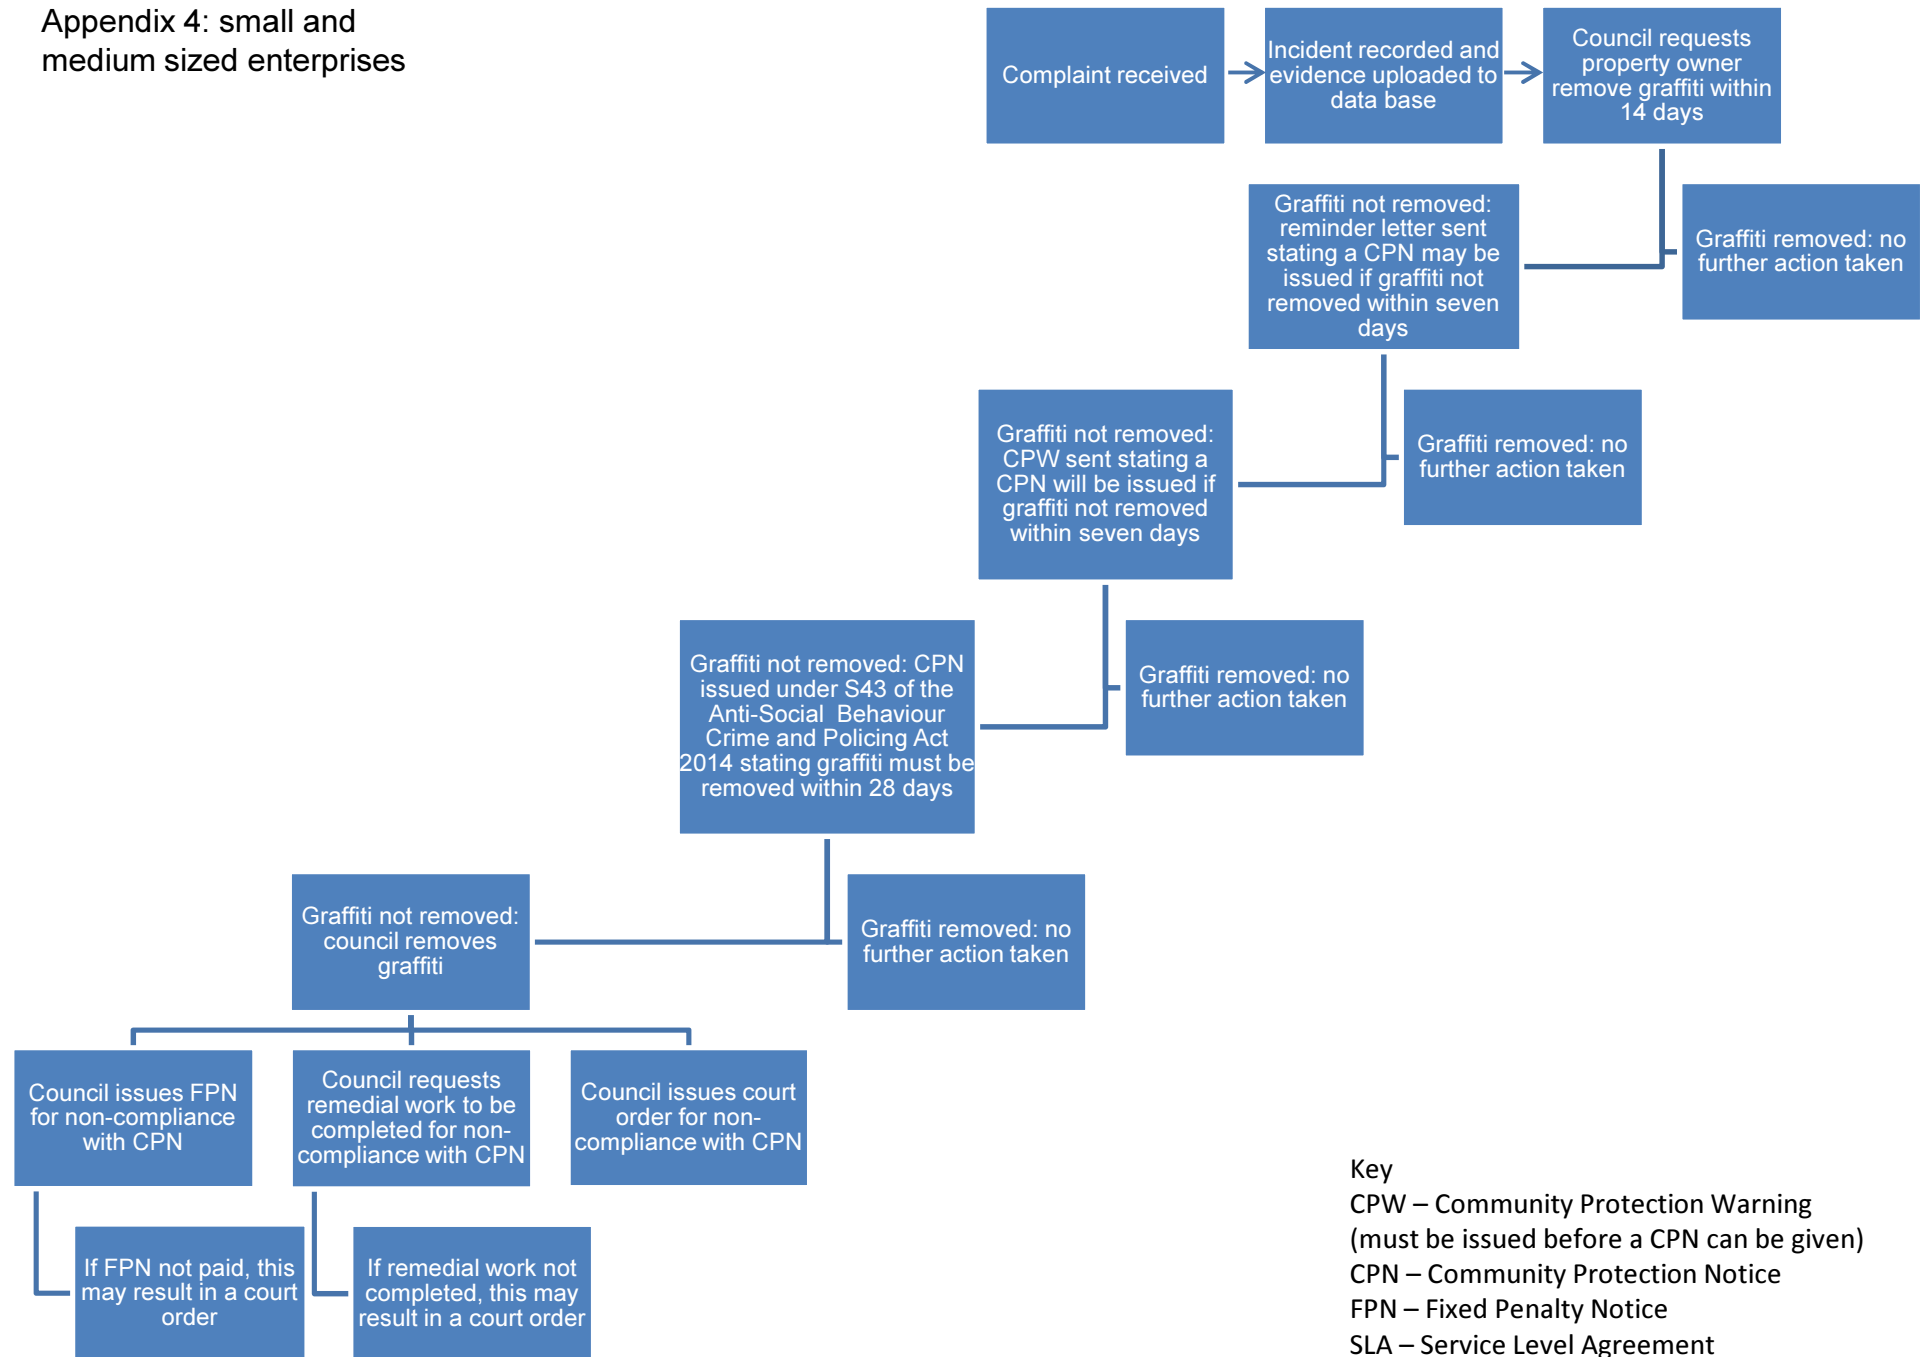 Appendix 4: small and
medium sized enterprises
Complaint received
Incident recorded and
evidence uploaded to
data base
Council requests
property owner
remove graffiti within
14 days
Graffiti not removed:
reminder letter sent
stating a CPN may be
issued if graffiti not
removed within seven
days
Graffiti removed: no
further action taken
Graffiti not removed:
CPW sent stating a
CPN will be issued if
graffiti not removed
within seven days
Graffiti removed: no
further action taken
Graffiti not removed: CPN
issued under S43 of the
Anti-Social Behaviour
Crime and Policing Act
2014 stating graffiti must be
removed within 28 days
Graffiti removed: no
further action taken
Graffiti not removed:
council removes
graffiti
Graffiti removed: no
further action taken
Council issues FPN
for non-compliance
with CPN
Council requests
remedial work to be
completed for non-
compliance with CPN
Council issues court
order for non-
compliance with CPN
If FPN not paid, this
may result in a court
order
If remedial work not
completed, this may
result in a court order
Key
CPW – Community Protection Warning
(must be issued before a CPN can be given)
CPN – Community Protection Notice
FPN – Fixed Penalty Notice
SLA – Service Level Agreement